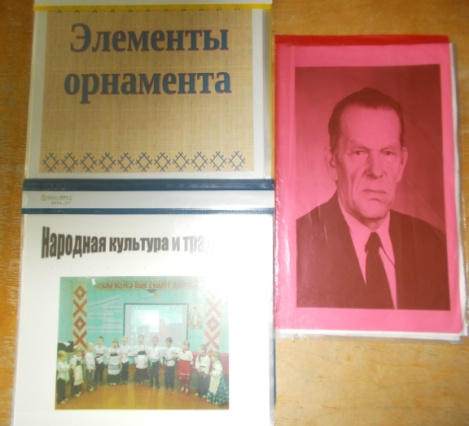 Элементы
орнамента
Народная культура и тра